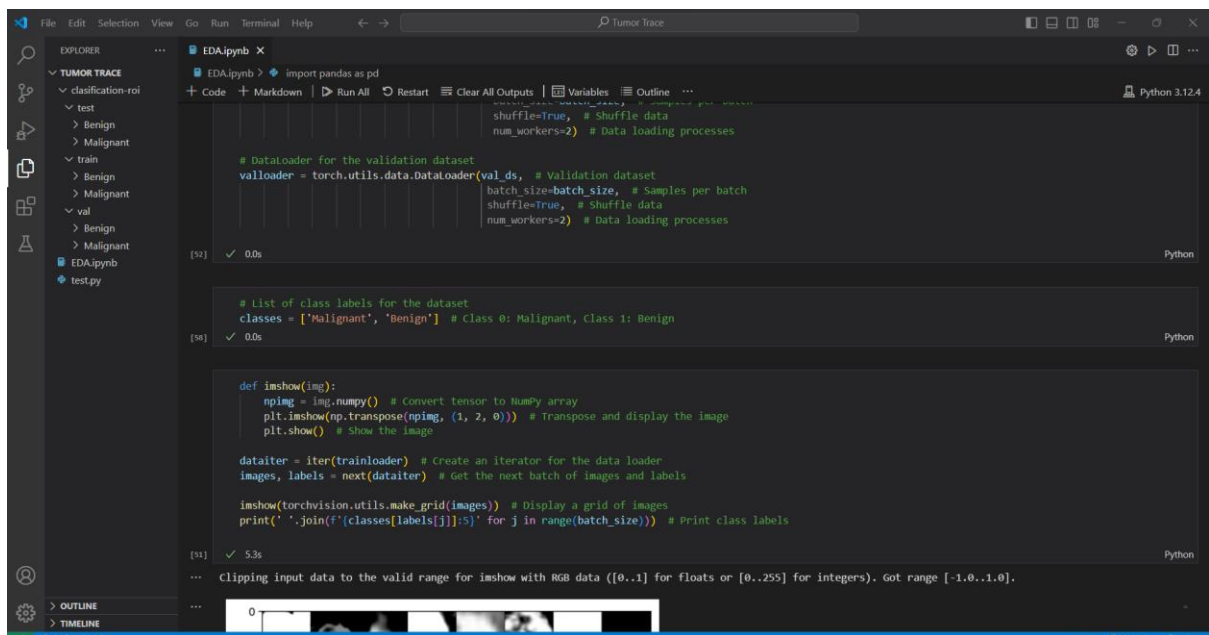 File Edit Selection View Go Run Terminal Help
Tumor Trace
EXPLORER
EDA.ipynb
TUMOR TRACE
EDA.ipynb > import pandas as pd
clasification-roi
+ Code + Markdown Run All Restart Clear All Outputs Variables Outline ...
Python 3.12.4
test
Benign
Malignant
train
Benign
Malignant
val
Benign
Malignant
EDA.ipynb
test.py
batch_size=batch_size, # Samples per batch
shuffle=True, # Shuffle data
num_workers=2) # Data loading processes
# DataLoader for the validation dataset
valloader = torch.utils.data.DataLoader(val_ds, # Validation dataset
batch_size=batch_size, # Samples per batch
shuffle=True, # Shuffle data
num_workers=2) # Data loading processes
[52] ✓ 0.0s
Python
# List of class labels for the dataset
classes = ['Malignant', 'Benign'] # Class 0: Malignant, Class 1: Benign
[58] ✓ 0.0s
Python
def imshow(img):
npimg = img.numpy() # Convert tensor to NumPy array
plt.imshow(np.transpose(npimg, (1, 2, 0))) # Transpose and display the image
plt.show() # Show the image
dataiter = iter(trainloader) # Create an iterator for the data loader
images, labels = next(dataiter) # Get the next batch of images and labels
imshow(torchvision.utils.make_grid(images)) # Display a grid of images
print(' '.join(f'{classes[labels[j]]:5}' for j in range(batch_size))) # Print class labels
[51] ✓ 5.3s
Python
... Clipping input data to the valid range for imshow with RGB data ([0..1] for floats or [0..255] for integers). Got range [-1.0..1.0].
...
0
OUTLINE
TIMELINE